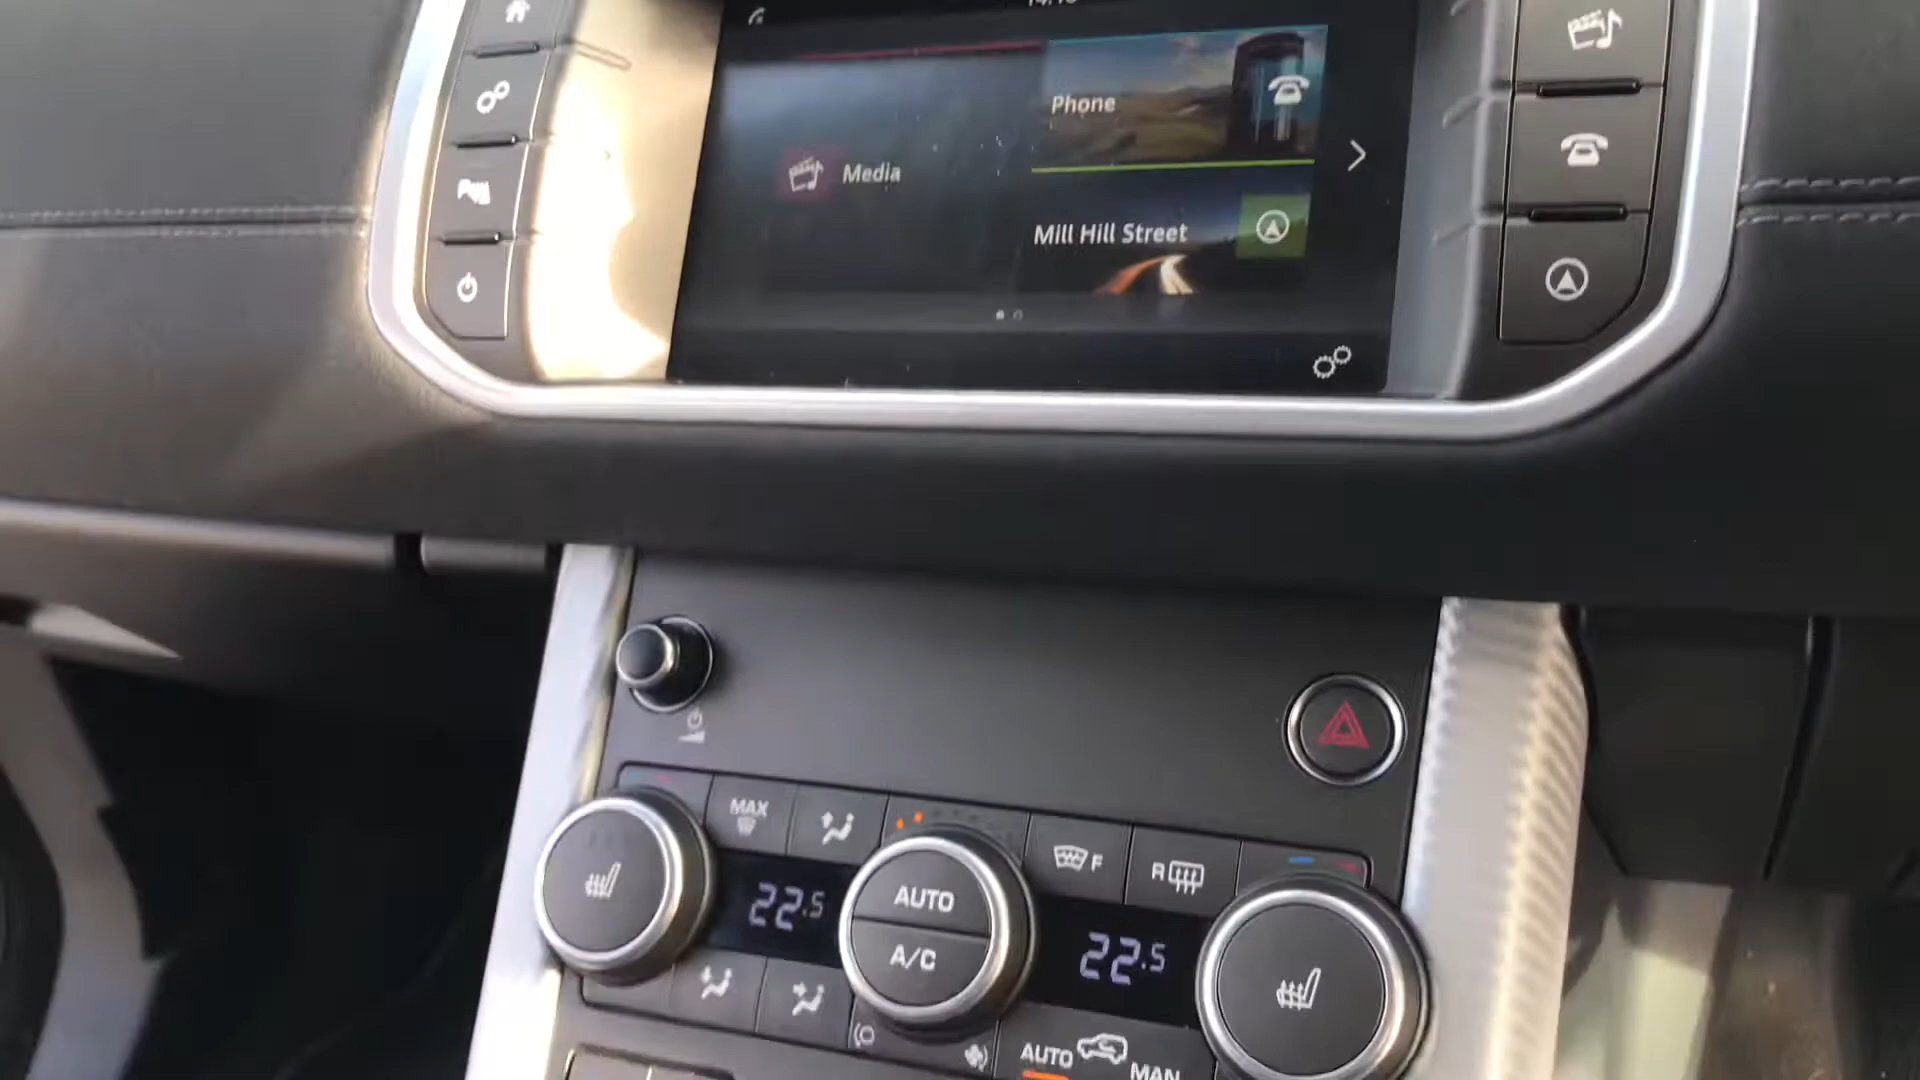 Phone
Media
Mill Hill Street
MAX
F
R
22.5
AUTO
A/C
22.5
AUTO
MAN